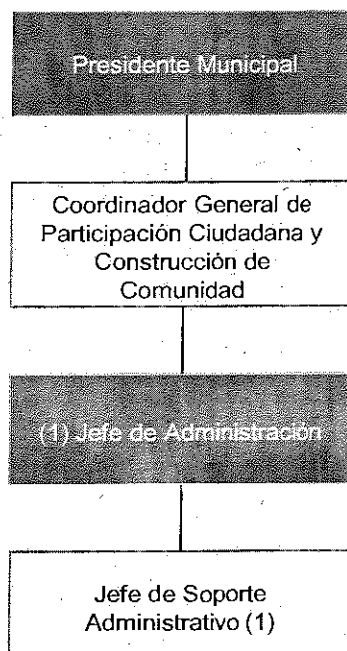 Presidente Municipal
Coordinador General de
Participación Ciudadana y
Construcción de
Comunidad
(1) Jefe de Administración
Jefe de Soporte
Administrativo (1)